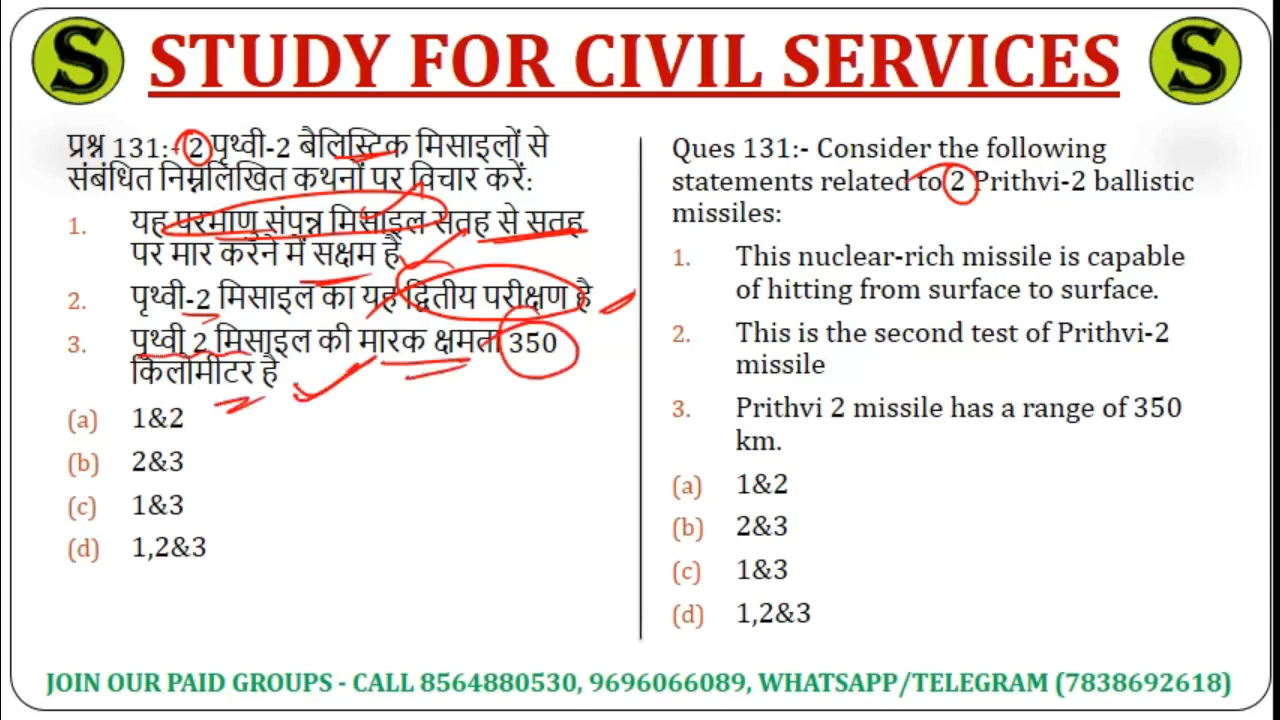 S
STUDY FOR CIVIL SERVICES
S
प्रश्न 131:- 2 पृथ्वी-2 बैलिस्टिक मिसाइलों से
संबंधित निम्नलिखित कथनों पर विचार करें:
1. यह परमाणु संपन्न मिसाइल सतह से सतह
पर मार करने में सक्षम है
2. पृथ्वी-2 मिसाइल का यह द्वितीय परीक्षण है
3. पृथ्वी 2 मिसाइल की मारक क्षमता 350
किलोमीटर है
(a) 1&2
(b) 2&3
(c) 1&3
(d) 1,2&3
Ques 131:- Consider the following
statements related to 2 Prithvi-2 ballistic
missiles:
1. This nuclear-rich missile is capable
of hitting from surface to surface.
2. This is the second test of Prithvi-2
missile
3. Prithvi 2 missile has a range of 350
km.
(a) 1&2
(b) 2&3
(c) 1&3
(d) 1,2&3
JOIN OUR PAID GROUPS - CALL 8564880530, 9696066089, WHATSAPP/TELEGRAM (7838692618)